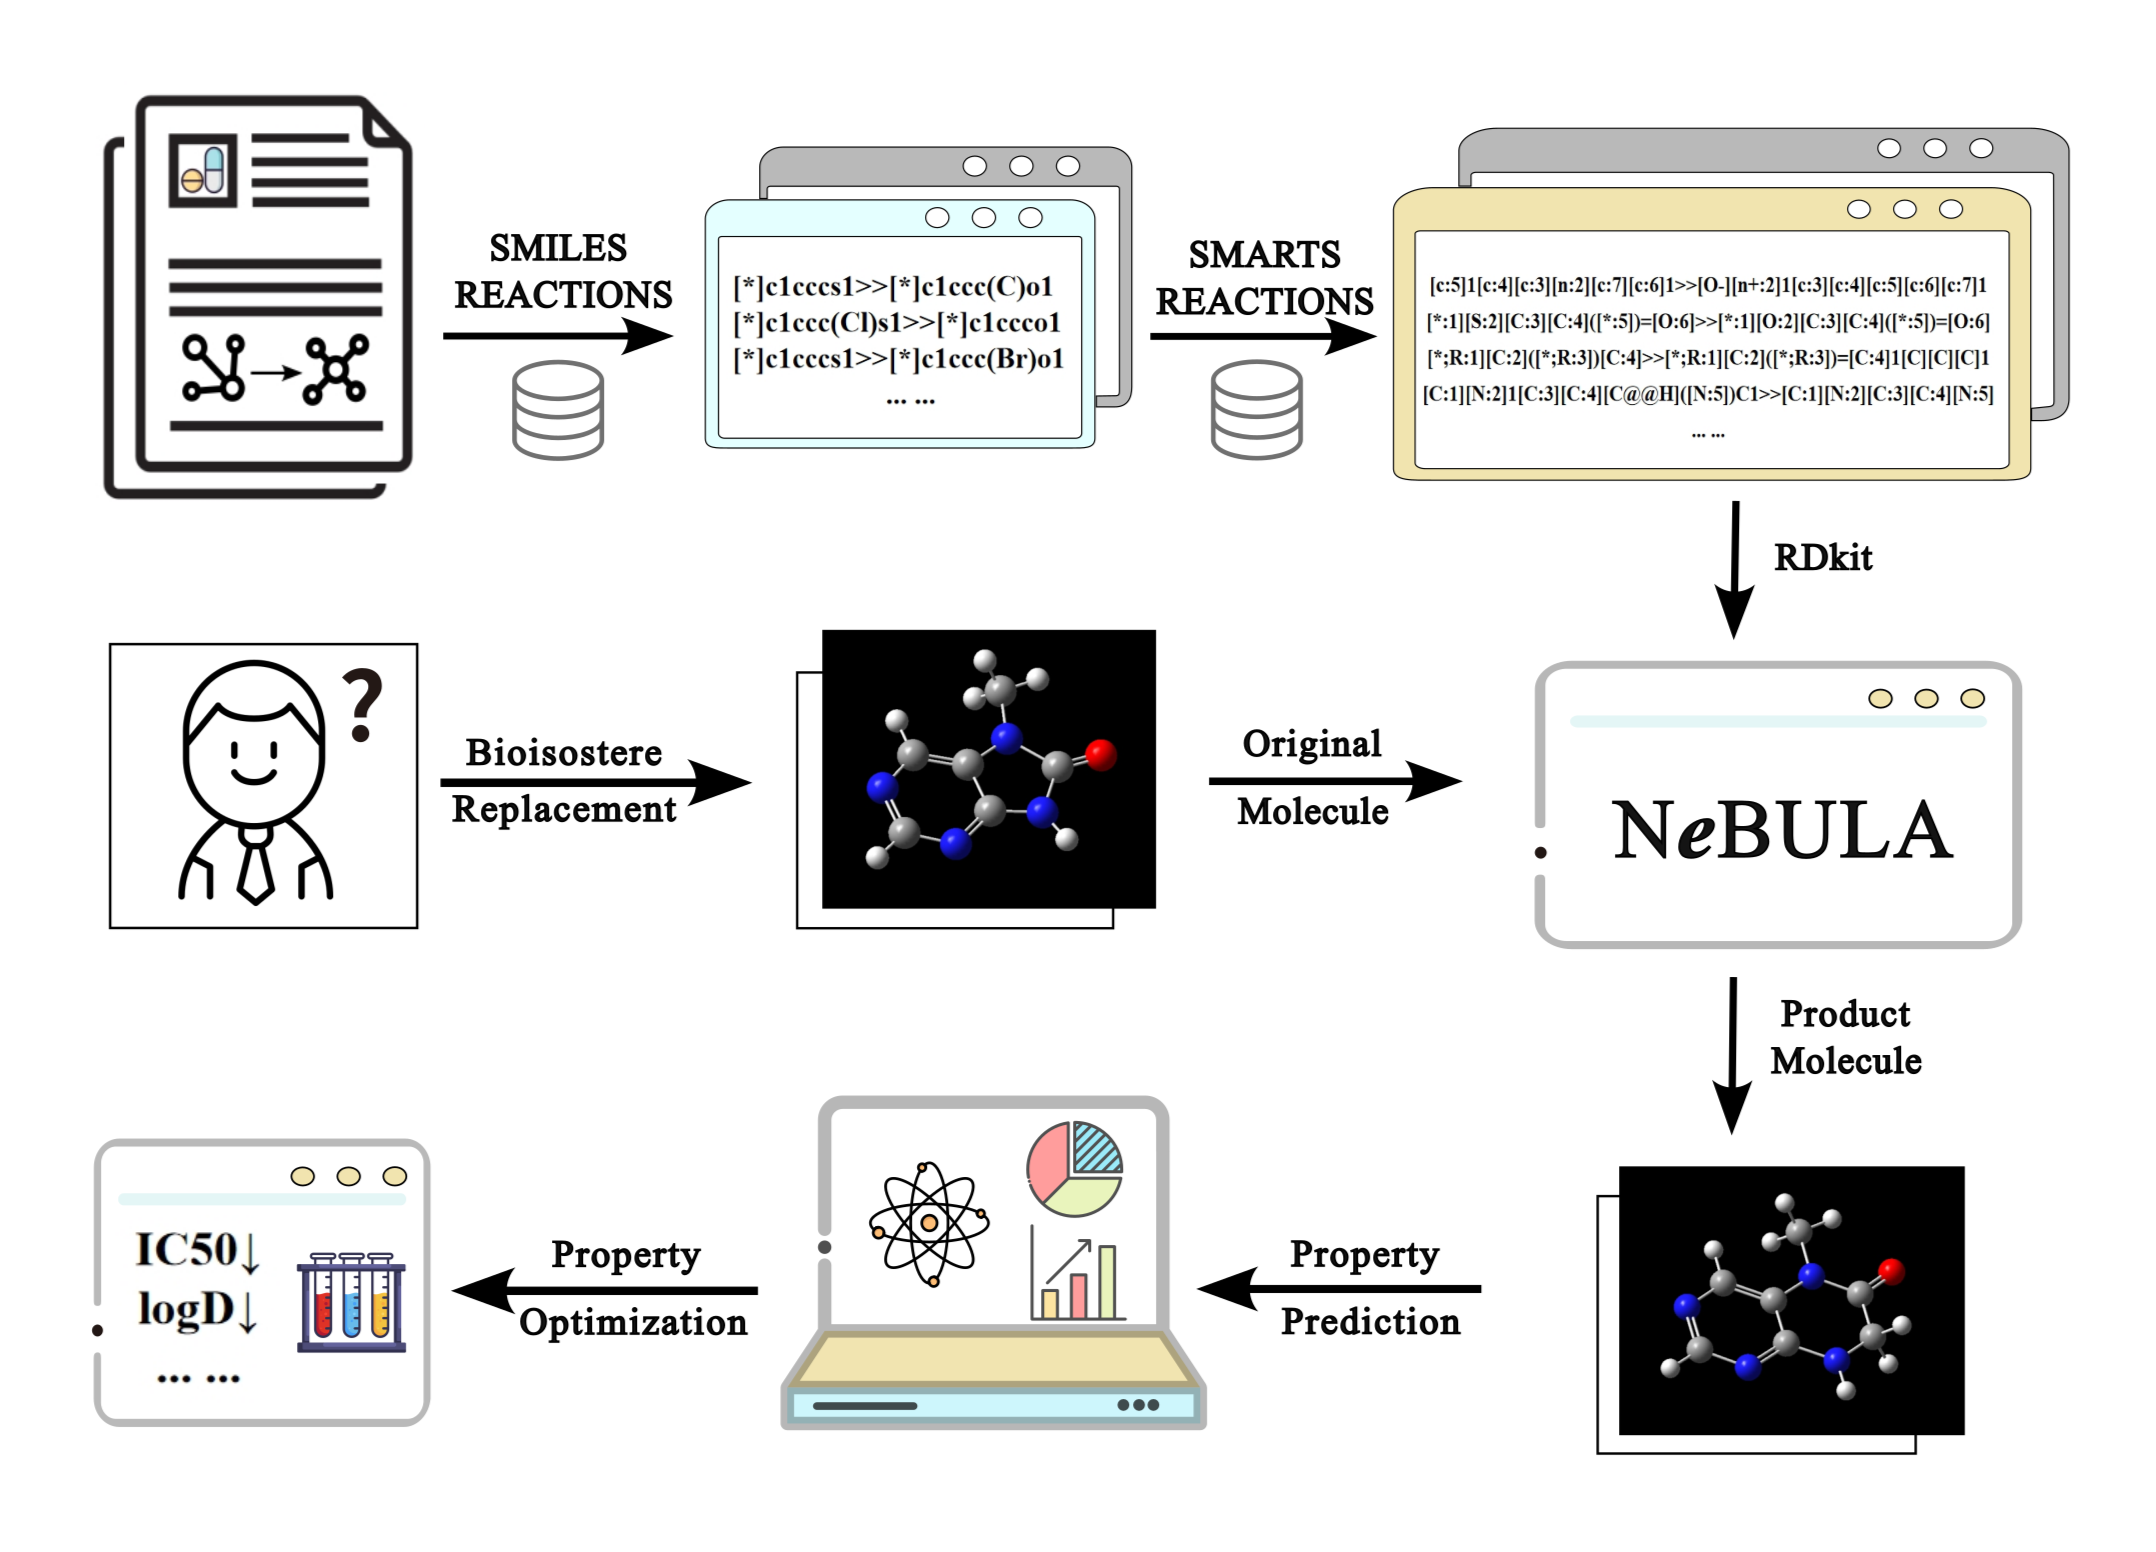 SMILES
REACTIONS
[*]c1cccs1>>[*]c1ccc(C)o1
[*]c1ccc(Cl)s1>>[*]c1ccco1
[*]c1cccs1>>[*]c1ccc(Br)o1
... ...
SMARTS
REACTIONS
[c:5]1[c:4][c:3][n:2][c:7][c:6]1>>[O-][n+:2]1[c:3][c:4][c:5][c:6][c:7]1
[*:1][S:2][C:3][C:4]([*:5])=[O:6]>>[*:1][O:2][C:3][C:4]([*:5])=[O:6]
[*;R:1][C:2]([*;R:3])[C:4]>>[*;R:1][C:2]([*;R:3])=[C:4]1[C][C][C]1
[C:1][N:2]1[C:3][C:4][C@@H]([N:5])C1>>[C:1][N:2][C:3][C:4][N:5]
... ...
RDkit
?
Bioisostere
Replacement
Original
Molecule
NeBULA
Product
Molecule
Property
Prediction
Property
Optimization
IC50↓
logD↓
... ...